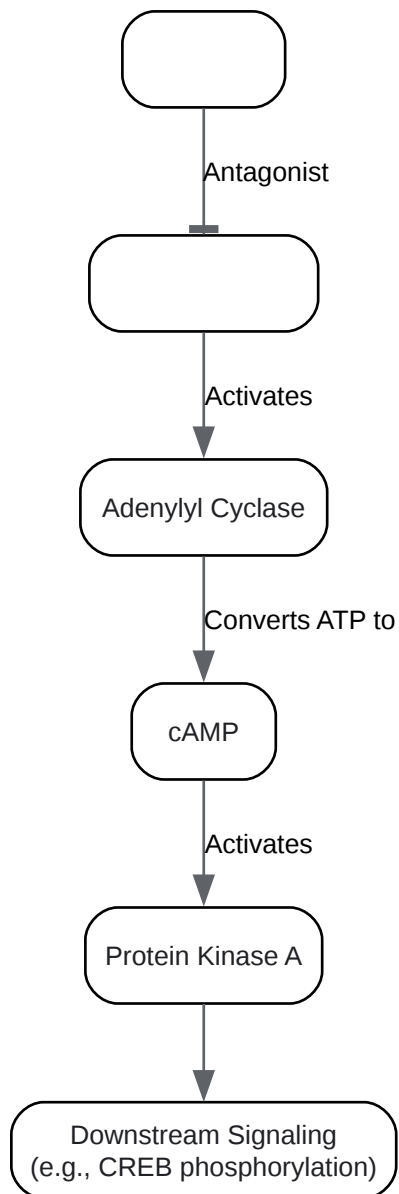 Antagonist
Activates
Adenylyl Cyclase
Converts ATP to
cAMP
Activates
Protein Kinase A
Downstream Signaling
(e.g., CREB phosphorylation)